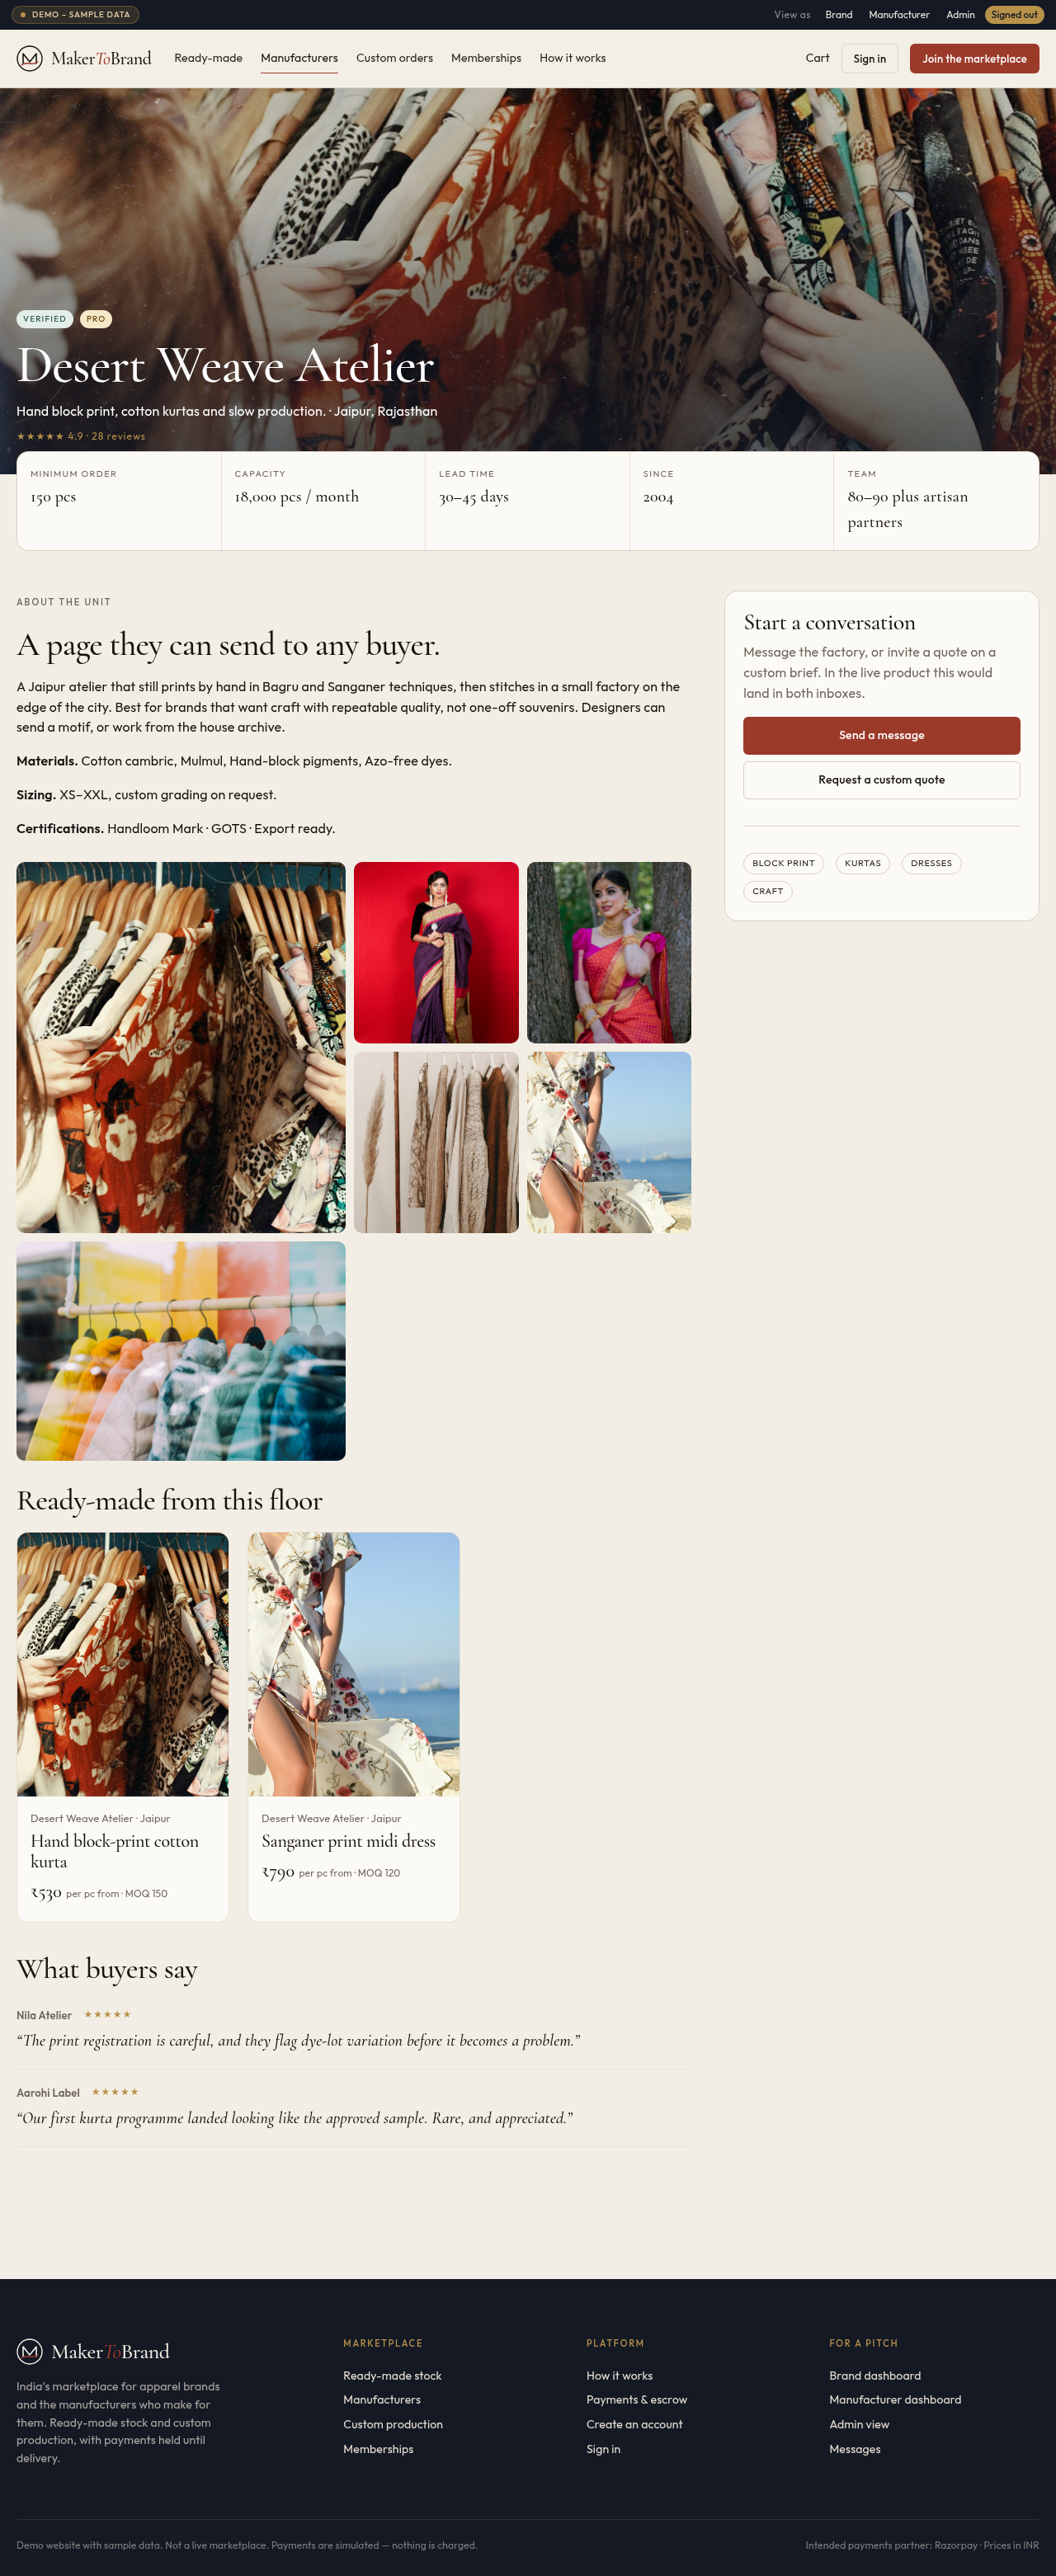 DEMO – SAMPLE DATA
View as Brand Manufacturer Admin Signed out
MakerToBrand Ready-made Manufacturers Custom orders Memberships How it works Cart Sign in Join the marketplace
VERIFIED PRO
Desert Weave Atelier
Hand block print, cotton kurtas and slow production. · Jaipur, Rajasthan
★★★★★ 4.9 · 28 reviews
MINIMUM ORDER
150 pcs
CAPACITY
18,000 pcs / month
LEAD TIME
30–45 days
SINCE
2004
TEAM
80–90 plus artisan
partners
ABOUT THE UNIT
A page they can send to any buyer.
A Jaipur atelier that still prints by hand in Bagru and Sanganer techniques, then stitches in a small factory on the
edge of the city. Best for brands that want craft with repeatable quality, not one-off souvenirs. Designers can
send a motif, or work from the house archive.
Materials. Cotton cambric, Mulmul, Hand-block pigments, Azo-free dyes.
Sizing. XS–XXL, custom grading on request.
Certifications. Handloom Mark · GOTS · Export ready.
Start a conversation
Message the factory, or invite a quote on a
custom brief. In the live product this would
land in both inboxes.
Send a message
Request a custom quote
BLOCK PRINT KURTAS DRESSES
CRAFT
Ready-made from this floor
Desert Weave Atelier · Jaipur
Hand block-print cotton
kurta
₹530 per pc from · MOQ 150
Desert Weave Atelier · Jaipur
Sanganer print midi dress
₹790 per pc from · MOQ 120
What buyers say
Nila Atelier ★★★★★
“The print registration is careful, and they flag dye-lot variation before it becomes a problem.”
Aarohi Label ★★★★★
“Our first kurta programme landed looking like the approved sample. Rare, and appreciated.”
MakerToBrand
India's marketplace for apparel brands
and the manufacturers who make for
them. Ready-made stock and custom
production, with payments held until
delivery.
MARKETPLACE
Ready-made stock
Manufacturers
Custom production
Memberships
PLATFORM
How it works
Payments & escrow
Create an account
Sign in
FOR A PITCH
Brand dashboard
Manufacturer dashboard
Admin view
Messages
Demo website with sample data. Not a live marketplace. Payments are simulated — nothing is charged.
Intended payments partner: Razorpay · Prices in INR